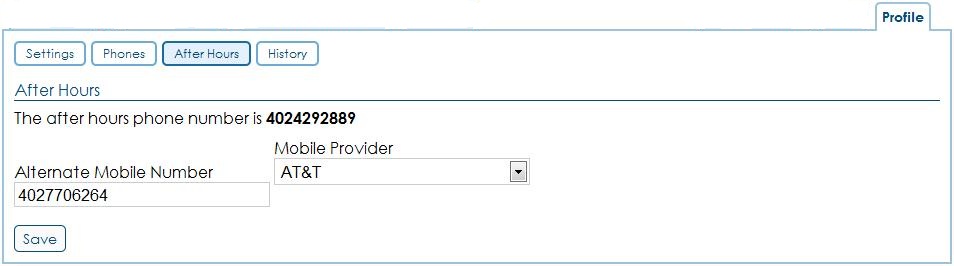 Profile
Settings Phones After Hours History
After Hours
The after hours phone number is 4024292889
Mobile Provider
Alternate Mobile Number AT&T
4027706264
Save